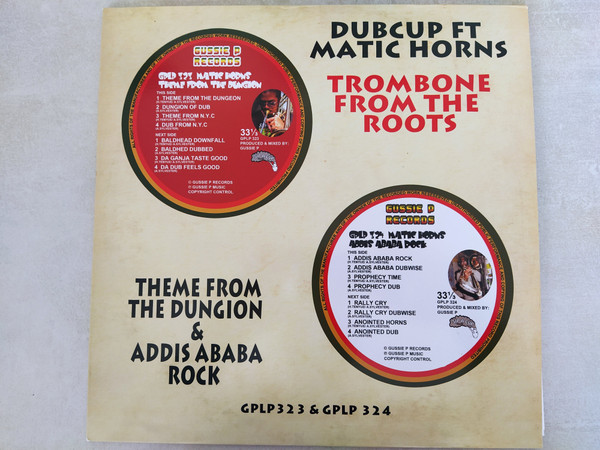 DUBCUP FT
MATIC HORNS
TROMBONE
FROM THE
ROOTS
GUSSIE P
RECORDS
GPLP 323 MATIC HORNS
THEME FROM THE DUNGION
THIS SIDE
1 THEME FROM THE DUNGEON
2 DUNGION OF DUB
3 THEME FROM N.Y.C
4 DUB FROM N.Y.C
NEXT SIDE
1 BALDHEAD DOWNFALL
2 BALDHED DUBBED
3 DA GANJA TASTE GOOD
4 DA DUB FEELS GOOD
℗ GUSSIE P RECORDS
© GUSSIE P MUSIC
COPYRIGHT CONTROL
33⅓
GPLP 323
PRODUCED & MIXED BY:
GUSSIE P
GUSSIE P
RECORDS
GPLP 324 MATIC HORNS
ADDIS ABABA ROCK
THIS SIDE
1 ADDIS ABABA ROCK
2 ADDIS ABABA DUBWISE
3 PROPHECY TIME
4 PROPHECY DUB
NEXT SIDE
1 RALLY CRY
2 RALLY CRY DUBWISE
3 ANOINTED HORNS
4 ANOINTED DUB
℗ GUSSIE P RECORDS
© GUSSIE P MUSIC
COPYRIGHT CONTROL
33⅓
GPLP 324
PRODUCED & MIXED BY:
GUSSIE P
THEME FROM
THE DUNGION
&
ADDIS ABABA
ROCK
GPLP323 & GPLP 324